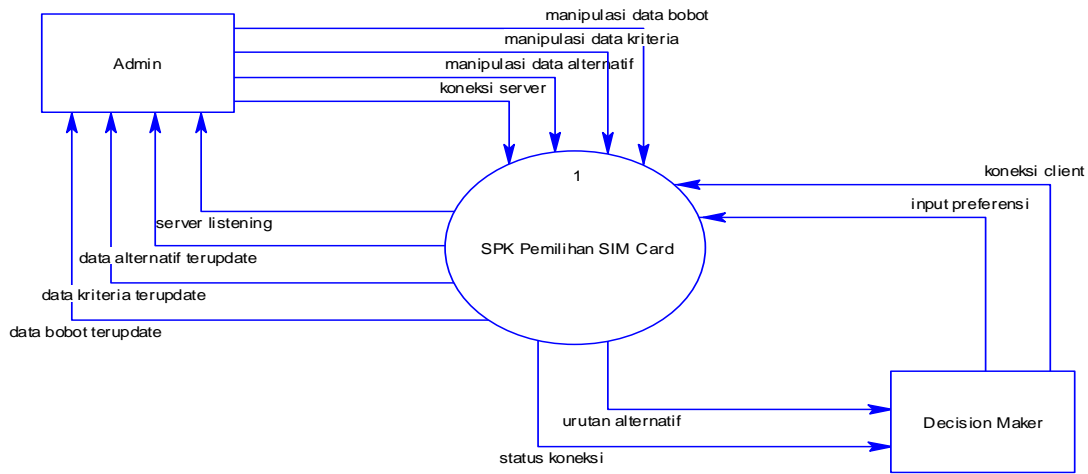 manipulasi data bobot
manipulasi data kriteria
Admin
manipulasi data alternatif
koneksi server
1
koneksi client
input preferensi
server listening
SPK Pemilihan SIM Card
data alternatif terupdate
data kriteria terupdate
data bobot terupdate
urutan alternatif
Decision Maker
status koneksi